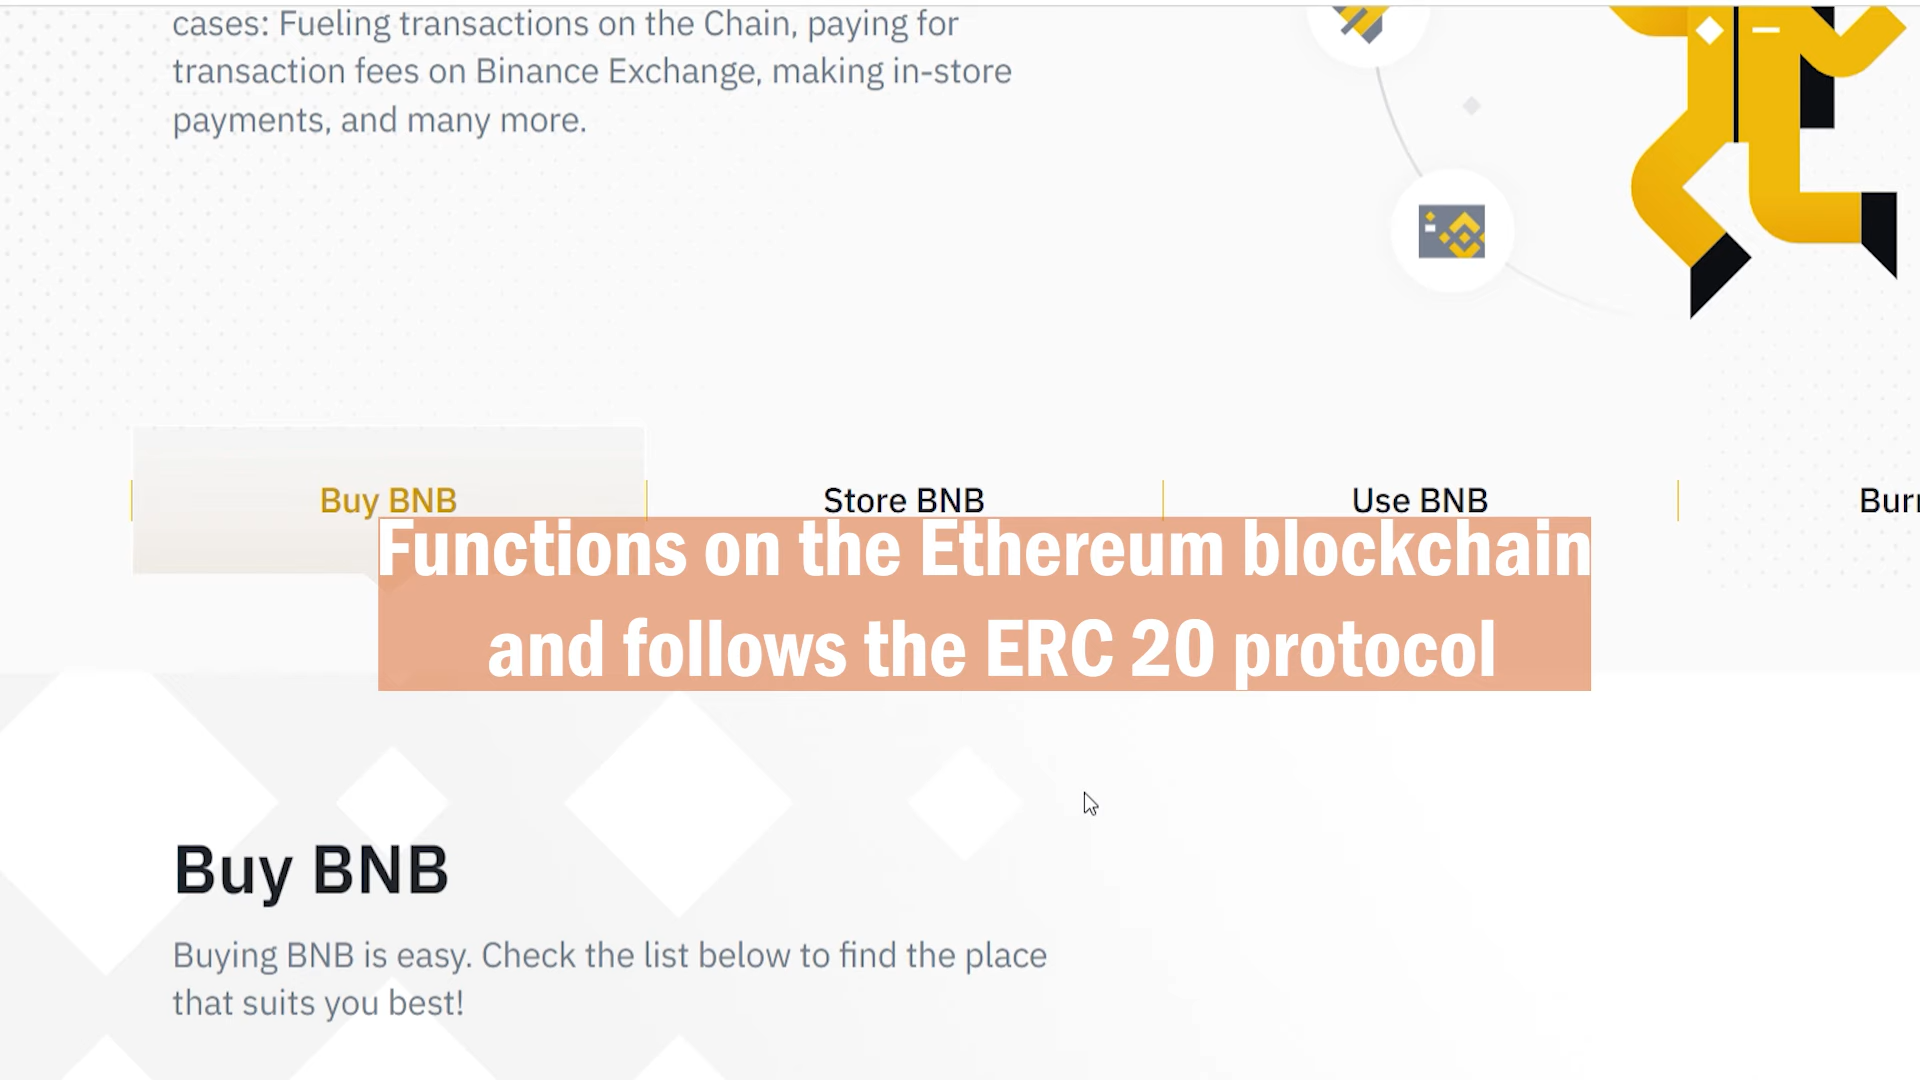 cases: Fueling transactions on the Chain, paying for
transaction fees on Binance Exchange, making in-store
payments, and many more.
Buy BNB
Store BNB
Use BNB
Burn
Functions on the Ethereum blockchain
and follows the ERC 20 protocol
Buy BNB
Buying BNB is easy. Check the list below to find the place
that suits you best!